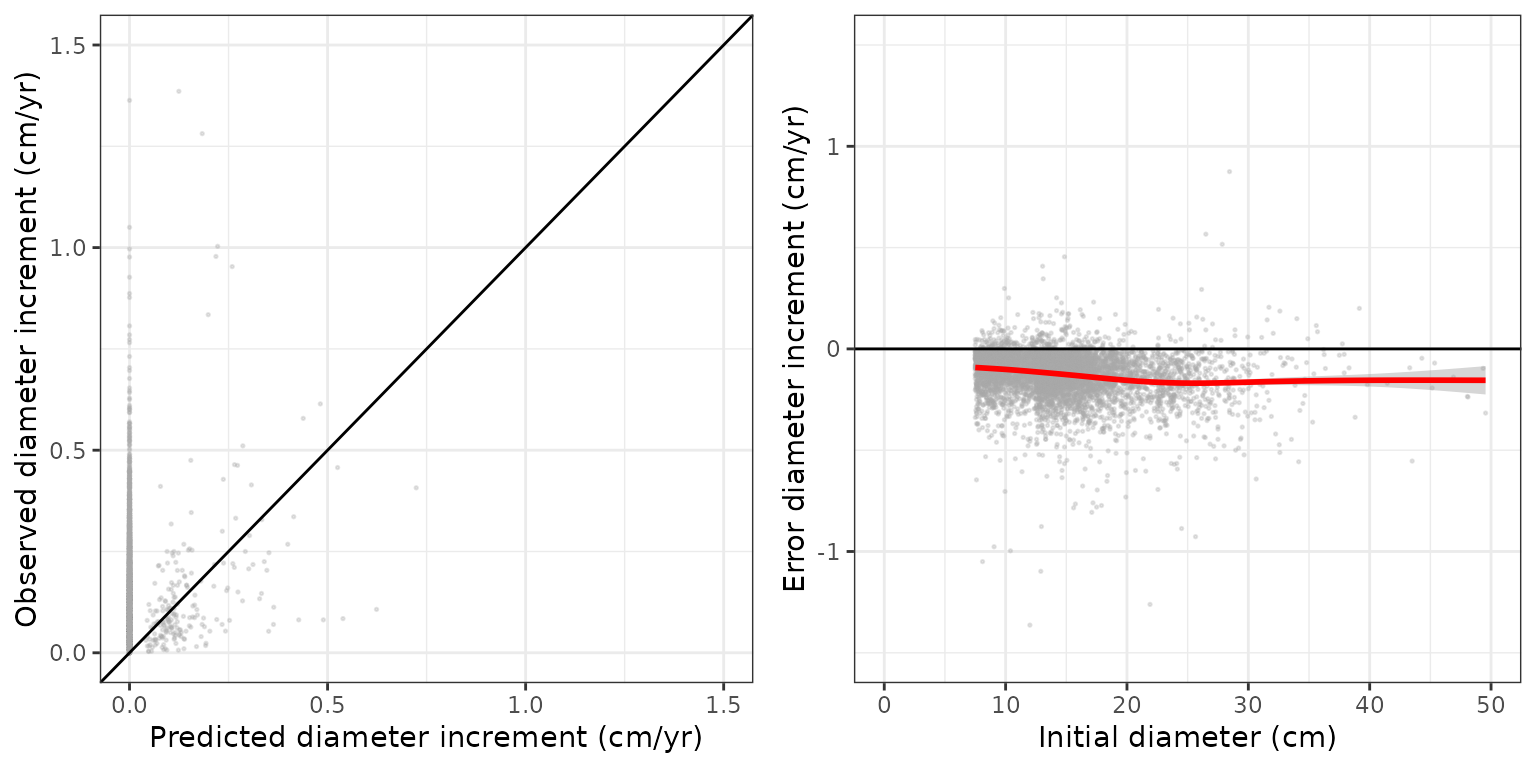 Observed diameter increment (cm/yr)
1.5
1.0
0.5
0.0
0.0 0.5 1.0 1.5
Predicted diameter increment (cm/yr)
Error diameter increment (cm/yr)
1
0
-1
0 10 20 30 40 50
Initial diameter (cm)